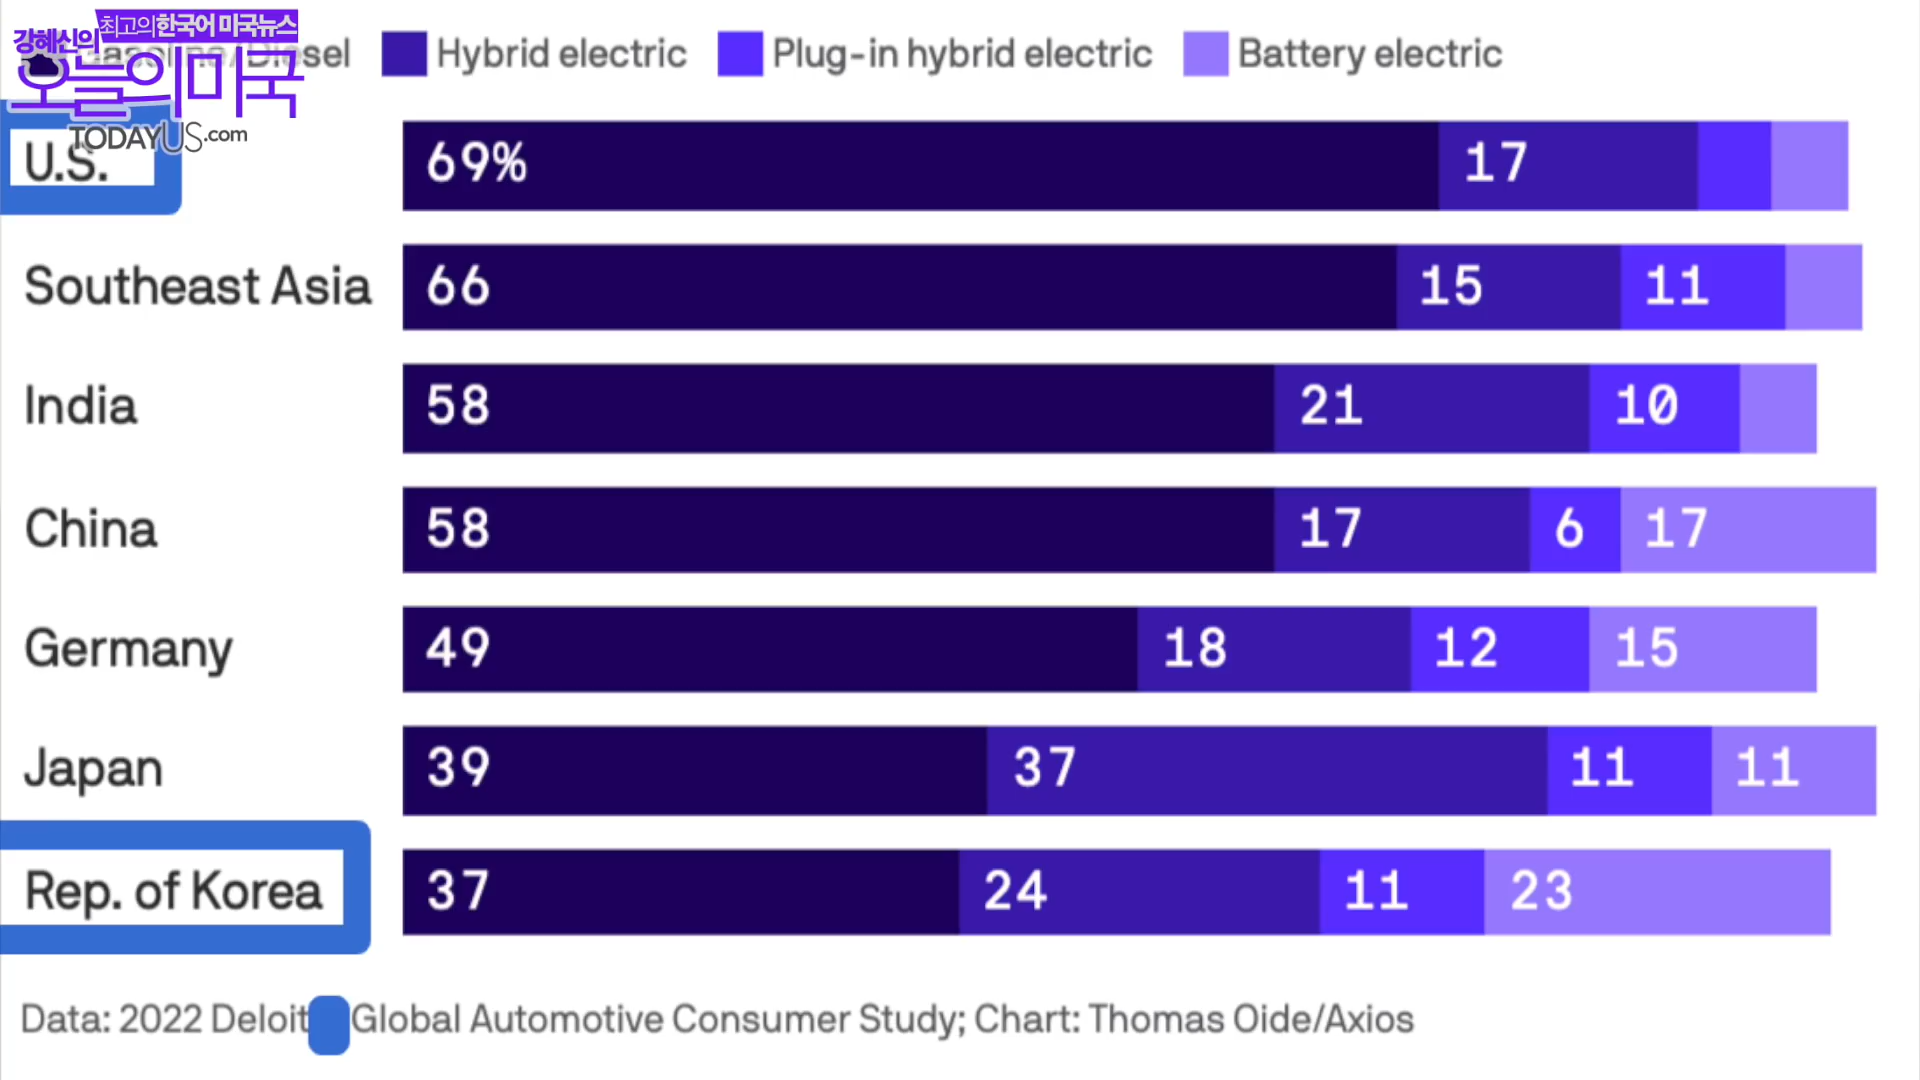 최고의한국어 미국뉴스
강혜신의
오늘의미국
TODAYUS.com
Hybrid electric
Plug-in hybrid electric
Battery electric
U.S. 69% 17
Southeast Asia 66 15 11
India 58 21 10
China 58 17 6 17
Germany 49 18 12 15
Japan 39 37 11 11
Rep. of Korea 37 24 11 23
Data: 2022 Deloit Global Automotive Consumer Study; Chart: Thomas Oide/Axios